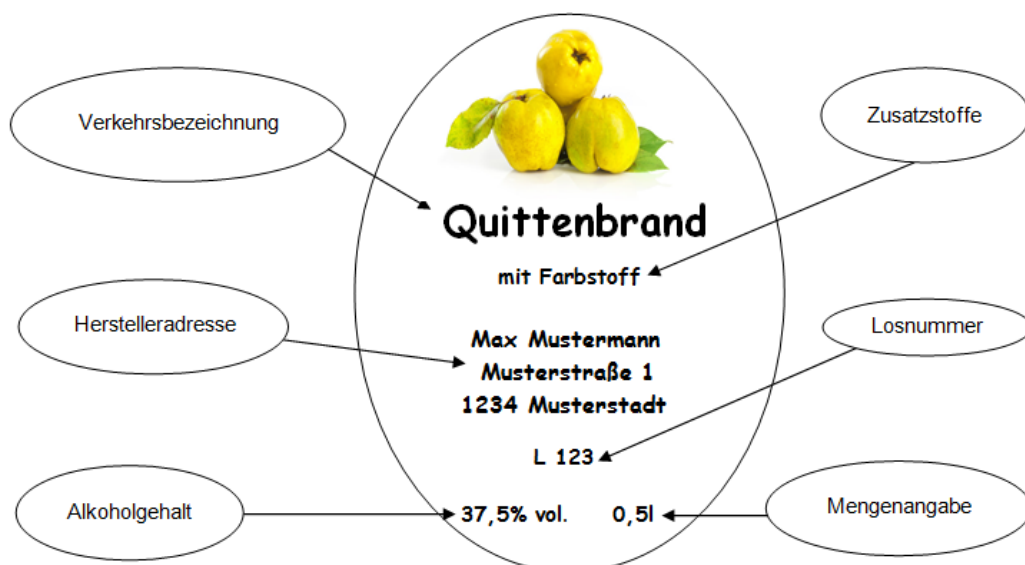 Verkehrsbezeichnung
Zusatzstoffe
Quittenbrand
mit Farbstoff
Herstelleradresse
Losnummer
Max Mustermann
Musterstraße 1
1234 Musterstadt
L 123
Alkoholgehalt
37,5% vol. 0,5l
Mengenangabe